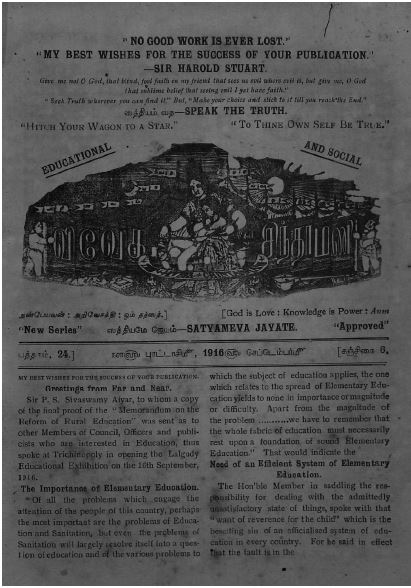 "NO GOOD WORK IS EVER LOST."
"MY BEST WISHES FOR THE SUCCESS OF YOUR PUBLICATION."
—SIR HAROLD STUART.
Give me not O God, that blind, fool faith in my friend that sees no evil where evil is, but give me, O God
that sublime belief that seeing evil I yet have faith."
"Seek Truth wherever you can find it." But, "Make your choice and stick to it till you reach the End."
—SPEAK THE TRUTH.
"HITCH YOUR WAGON TO A STAR." "TO THINE OWN SELF BE TRUE."
EDUCATIONAL AND SOCIAL
விவேக சிந்தாமணி
அன்பேசிவம் : அறிவேசக்தி : ஓம் தத்ஸத்.] [God is Love : Knowledge is Power :
"New Series" ஸத்தியமே ஜயம்—SATYAMEVA JAYATE. "Approved"
24.] 1916 [சஞ்சிகை 6,
MY BEST WISHES FOR THE SUCCESS OF YOUR PUBLICATION.
Greetings from Far and Near.
Sir P. S. Sivaswamy Aiyar, to whom a copy
of the final proof of the "Memorandum on the
Reform of Rural Education" was sent as to
other Members of Council, Officers and publi-
cists who are interested in Education, thus
spoke at Trichinopoly in opening the Lalgudy
Educational Exhibition on the 16th September,
1916.
The Importance of Elementary Education.
"Of all the problems which engage the
attention of the people of this country, perhaps
the most important are the problems of Educa-
tion and Sanitation, but even the problem of
Sanitation will largely resolve itself into a ques-
tion of education and of the various problems to
which the subject of education applies, the one
which relates to the spread of Elementary Edu-
cation yields to none in importance or magnitude
or difficulty. Apart from the magnitude of
the problem ..........we have to remember that
the whole fabric of education must necessarily
rest upon a foundation of sound Elementary
Education." That would indicate the
Need of an Efficient System of Elementary
Education.
The Hon'ble Member in saddling the res-
ponsibility for dealing with the admittedly
unsatisfactory state of things, spoke with that
"want of reverence for the child" which is the
besetting sin of an officialised system of edu-
cation in every country. For he said in effect
that the fault is in the